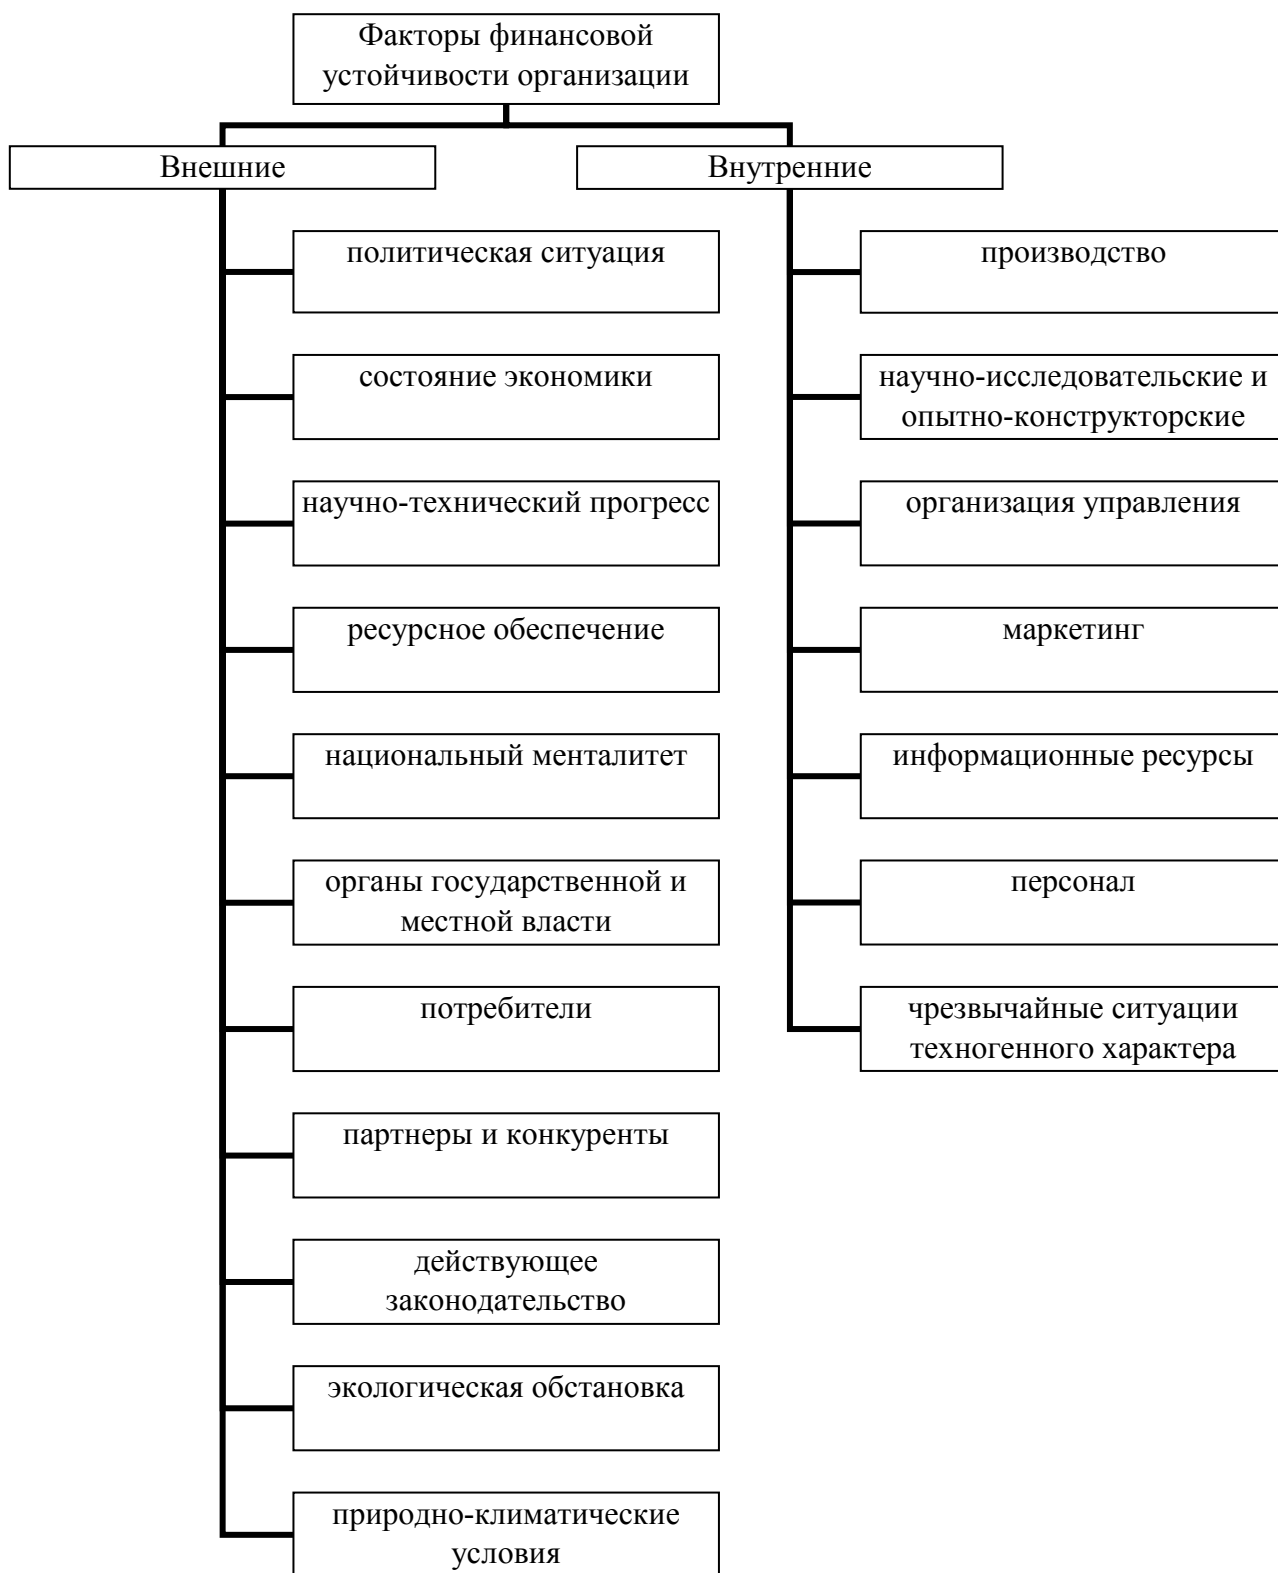 Факторы финансовой
устойчивости организации
Внешние
Внутренние
политическая ситуация
состояние экономики
научно-технический прогресс
ресурсное обеспечение
национальный менталитет
органы государственной и
местной власти
потребители
партнеры и конкуренты
действующее
законодательство
экологическая обстановка
природно-климатические
условия
производство
научно-исследовательские и
опытно-конструкторские
организация управления
маркетинг
информационные ресурсы
персонал
чрезвычайные ситуации
техногенного характера